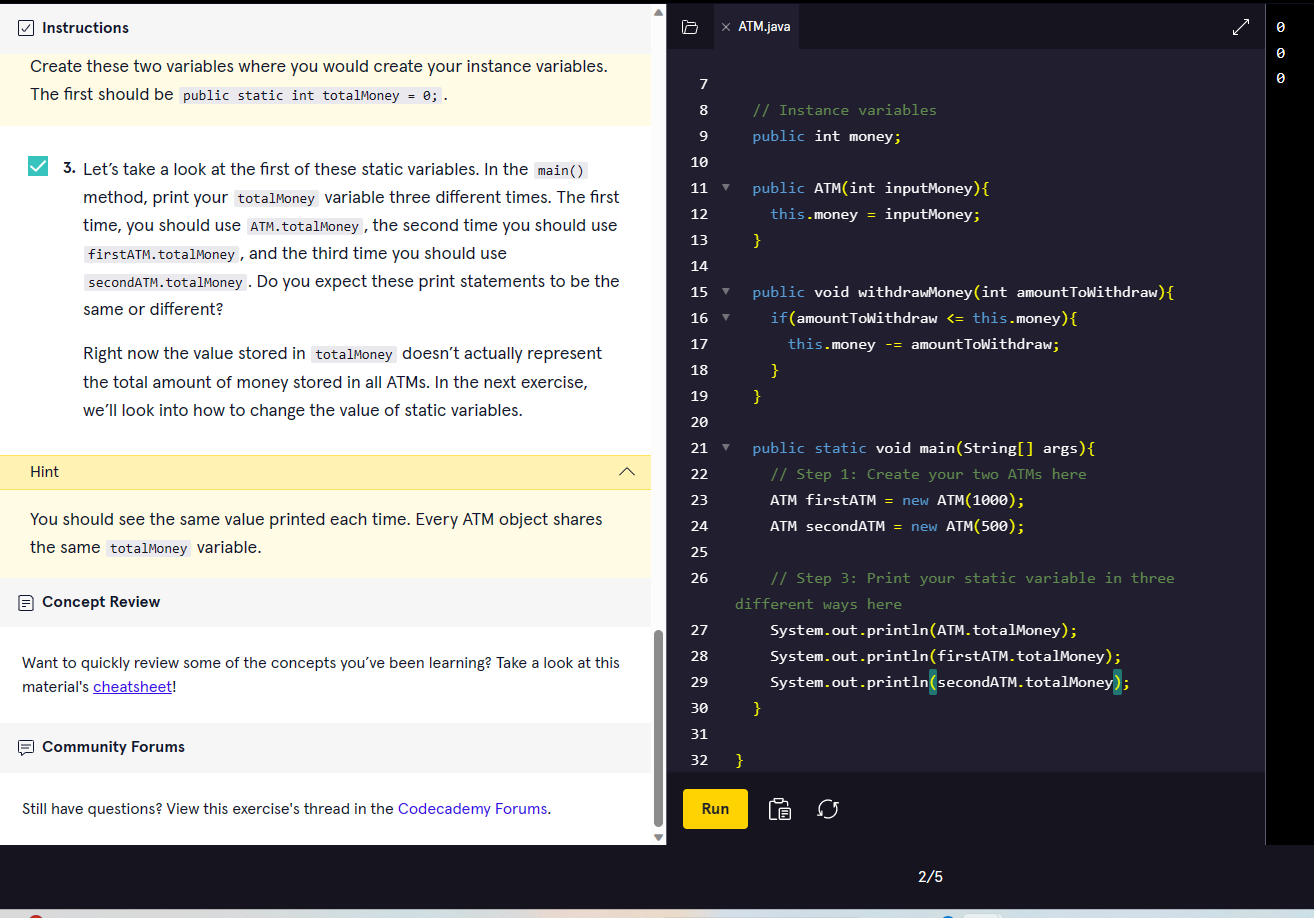 Instructions
Create these two variables where you would create your instance variables.
The first should be public static int totalMoney = 0; .
3. Let’s take a look at the first of these static variables. In the main()
method, print your totalMoney variable three different times. The first
time, you should use ATM.totalMoney , the second time you should use
firstATM.totalMoney , and the third time you should use
secondATM.totalMoney . Do you expect these print statements to be the
same or different?
Right now the value stored in totalMoney doesn’t actually represent
the total amount of money stored in all ATMs. In the next exercise,
we’ll look into how to change the value of static variables.
Hint
You should see the same value printed each time. Every ATM object shares
the same totalMoney variable.
Concept Review
Want to quickly review some of the concepts you’ve been learning? Take a look at this
material's cheatsheet!
Community Forums
Still have questions? View this exercise's thread in the Codecademy Forums.
ATM.java
7
8 // Instance variables
9 public int money;
10
11 public ATM(int inputMoney){
12 this.money = inputMoney;
13 }
14
15 public void withdrawMoney(int amountToWithdraw){
16 if(amountToWithdraw <= this.money){
17 this.money -= amountToWithdraw;
18 }
19 }
20
21 public static void main(String[] args){
22 // Step 1: Create your two ATMs here
23 ATM firstATM = new ATM(1000);
24 ATM secondATM = new ATM(500);
25
26 // Step 3: Print your static variable in three
different ways here
27 System.out.println(ATM.totalMoney);
28 System.out.println(firstATM.totalMoney);
29 System.out.println(secondATM.totalMoney);
30 }
31
32 }
Run
0
0
0
2/5